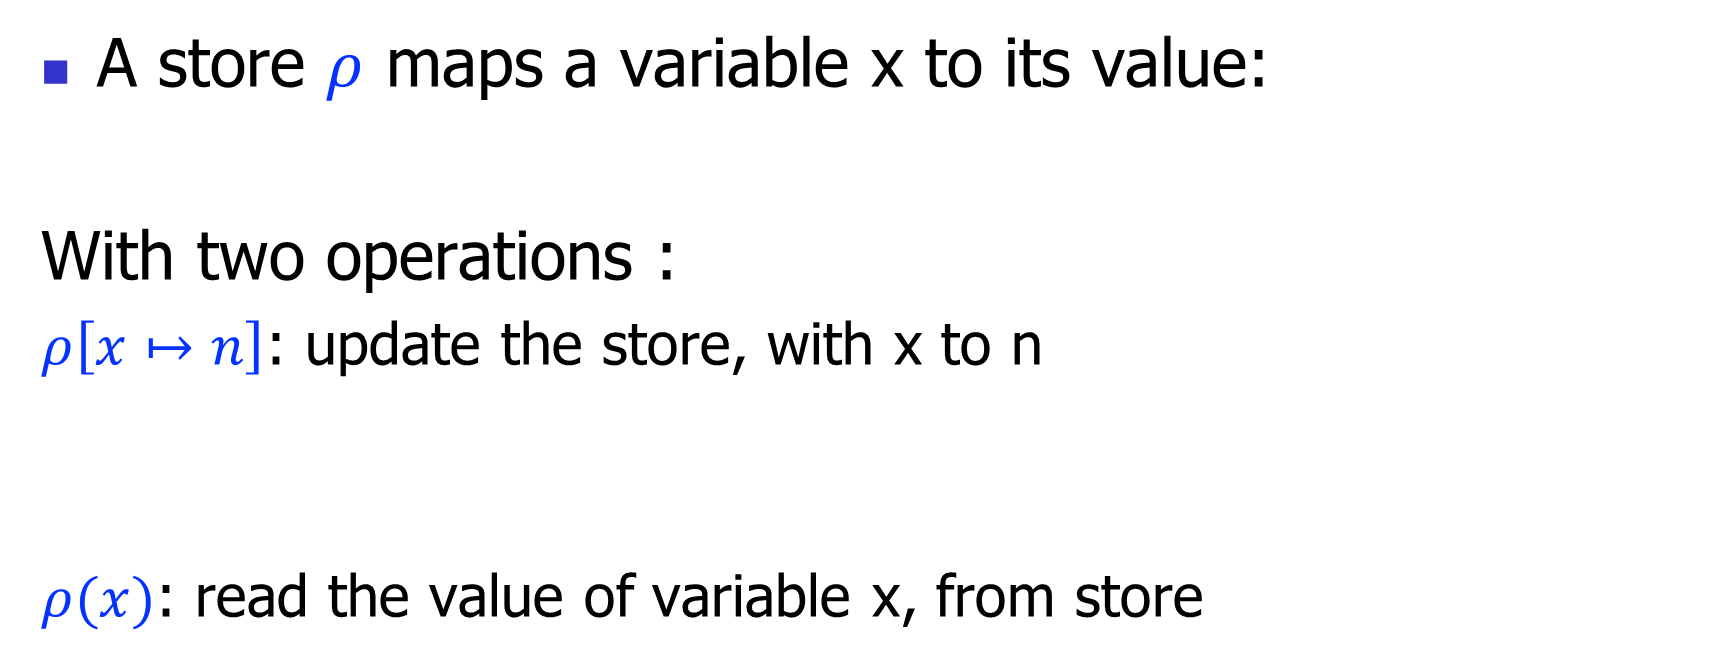 ▪ A store ρ maps a variable x to its value:
With two operations :
ρ[x ↦ n]: update the store, with x to n
ρ(x): read the value of variable x, from store